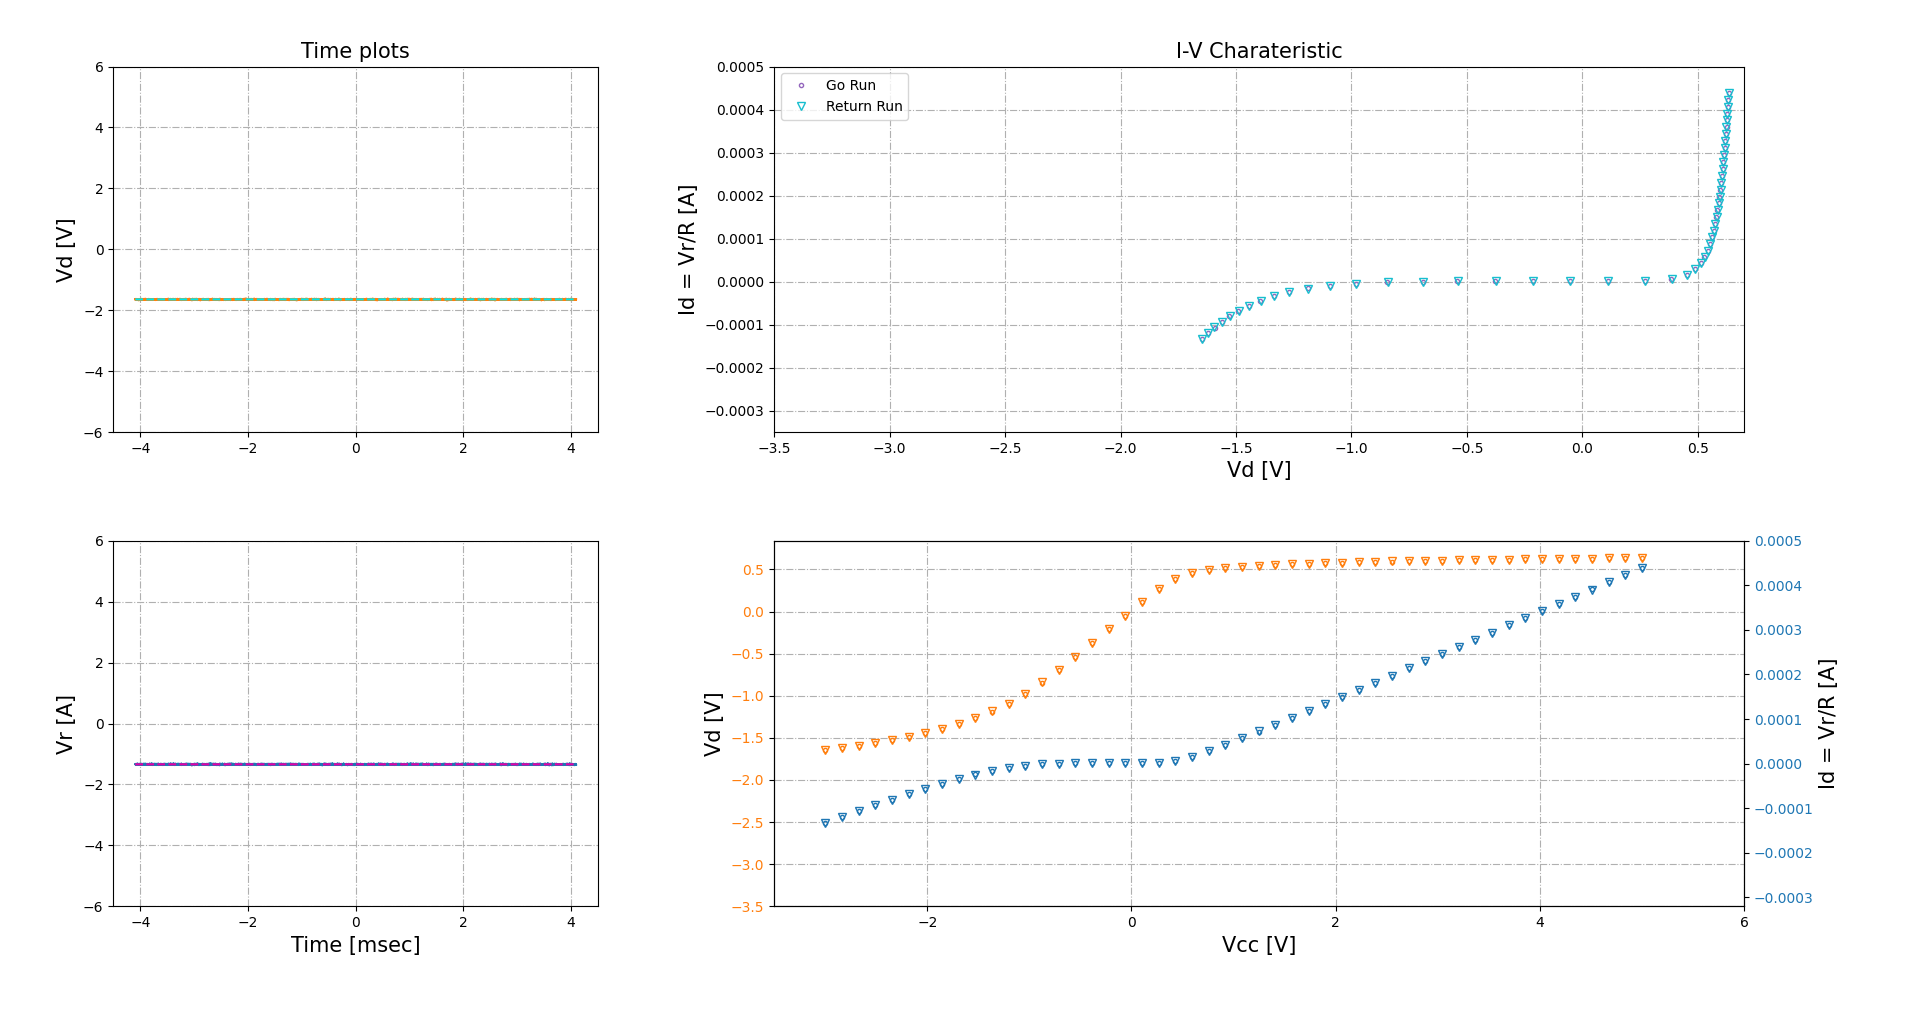 Time plots
6
4
2
0
−2
−4
−6
Vd [V]
−4 −2 0 2 4
I-V Charateristic
Go Run
Return Run
0.0005
0.0004
0.0003
0.0002
0.0001
0.0000
−0.0001
−0.0002
−0.0003
Id = Vr/R [A]
−3.5 −3.0 −2.5 −2.0 −1.5 −1.0 −0.5 0.0 0.5
Vd [V]
6
4
2
0
−2
−4
−6
Vr [A]
−4 −2 0 2 4
Time [msec]
0.5
0.0
−0.5
−1.0
−1.5
−2.0
−2.5
−3.0
−3.5
Vd [V]
−2 0 2 4 6
Vcc [V]
0.0005
0.0004
0.0003
0.0002
0.0001
0.0000
−0.0001
−0.0002
−0.0003
Id = Vr/R [A]